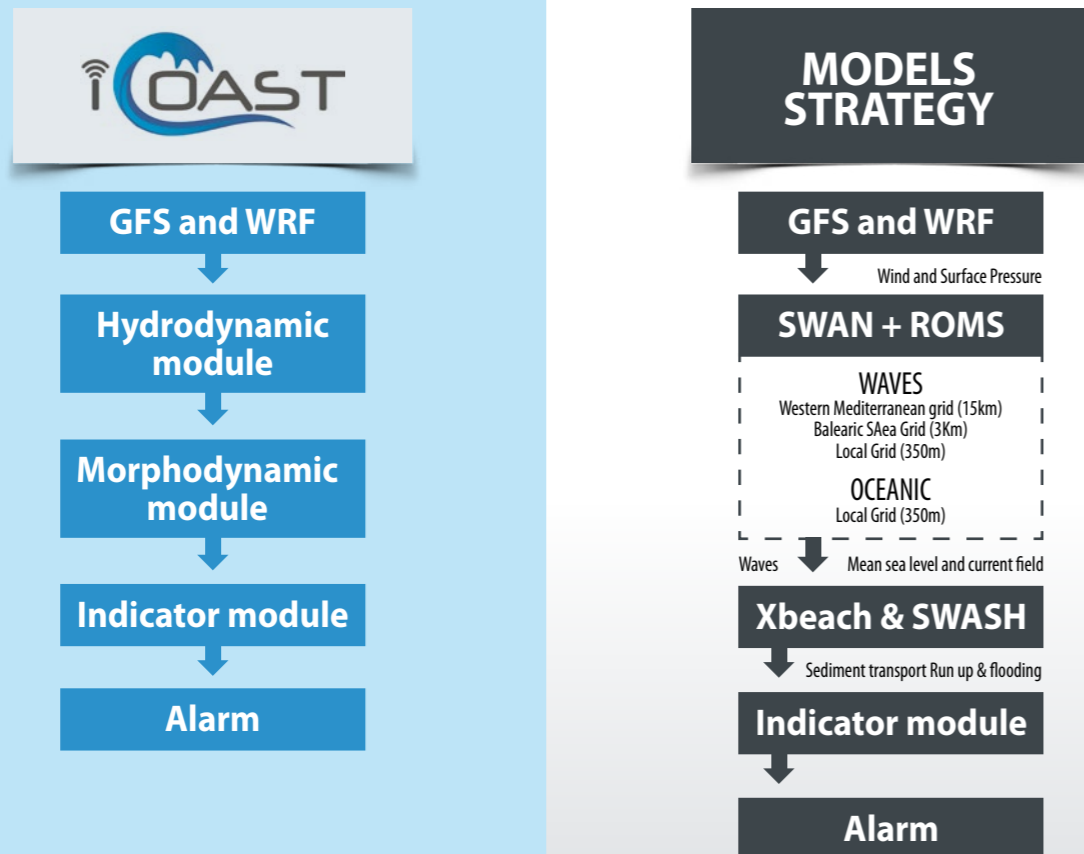 iCOAST
GFS and WRF
Hydrodynamic
module
Morphodynamic
module
Indicator module
Alarm
MODELS
STRATEGY
GFS and WRF
Wind and Surface Pressure
SWAN + ROMS
WAVES
Western Mediterranean grid (15km)
Balearic SAea Grid (3Km)
Local Grid (350m)
OCEANIC
Local Grid (350m)
Waves Mean sea level and current field
Xbeach & SWASH
Sediment transport Run up & flooding
Indicator module
Alarm